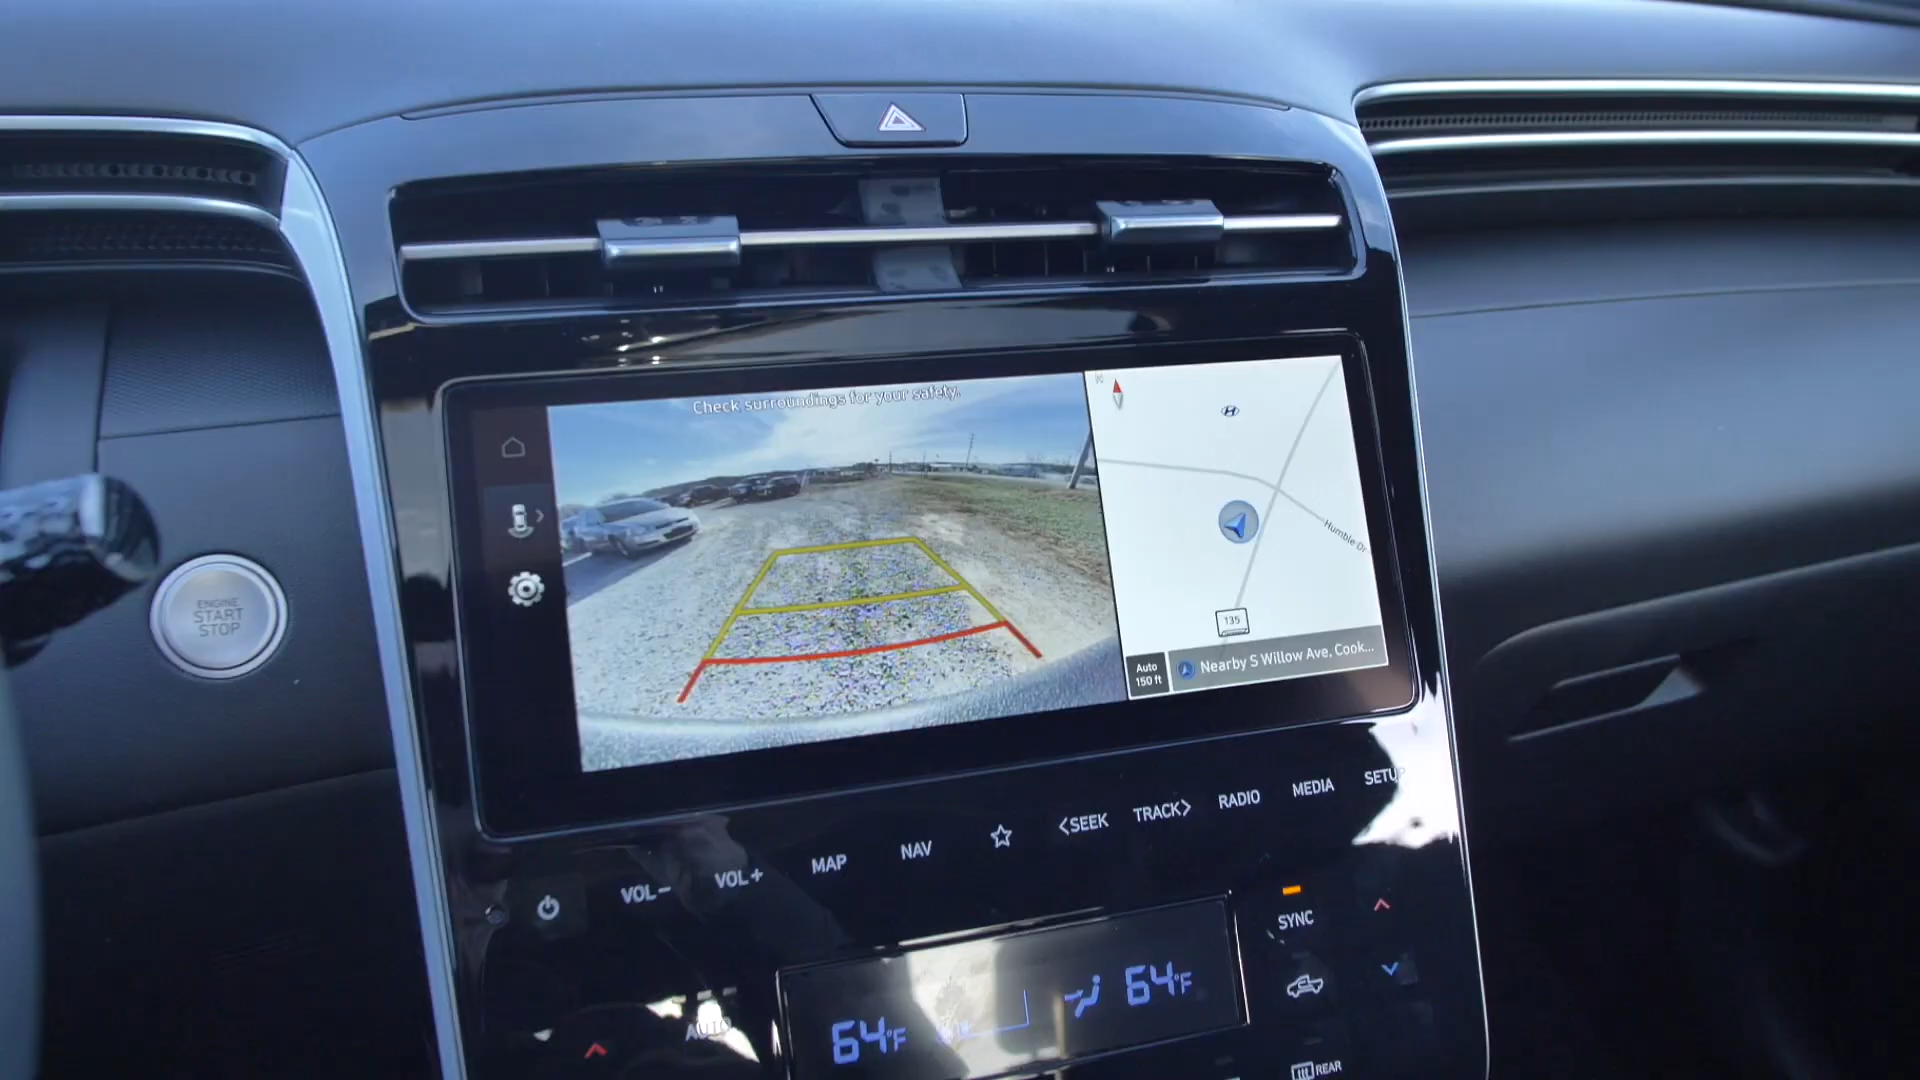 Check surroundings for your safety.
Humble Dr
135
Auto
150 ft
Nearby S Willow Ave, Cook...
ENGINE
START
STOP
VOL-
VOL+
MAP
NAV
<SEEK
TRACK>
RADIO
MEDIA
SETUP
SYNC
AUTO
64°F
64°F
REAR